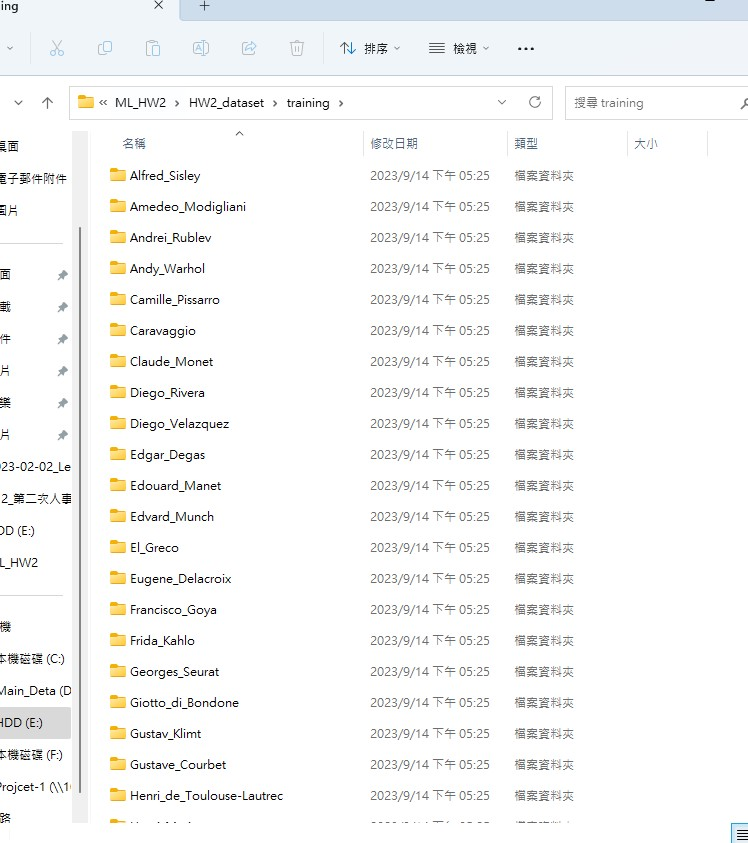 ing
排序
檢視
ML_HW2 HW2_dataset training
搜尋 training
名稱 修改日期 類型 大小
桌面
電子郵件附件
圖片
面
載
件
片
樂
片
23-02-02_Le
2_第二次人事
DD (E:)
L_HW2
機
本機磁碟 (C:)
Main_Deta (D
HDD (E:)
本機磁碟 (F:)
Projcet-1 (\\1
路
Alfred_Sisley 2023/9/14 下午 05:25 檔案資料夾
Amedeo_Modigliani 2023/9/14 下午 05:25 檔案資料夾
Andrei_Rublev 2023/9/14 下午 05:25 檔案資料夾
Andy_Warhol 2023/9/14 下午 05:25 檔案資料夾
Camille_Pissarro 2023/9/14 下午 05:25 檔案資料夾
Caravaggio 2023/9/14 下午 05:25 檔案資料夾
Claude_Monet 2023/9/14 下午 05:25 檔案資料夾
Diego_Rivera 2023/9/14 下午 05:25 檔案資料夾
Diego_Velazquez 2023/9/14 下午 05:25 檔案資料夾
Edgar_Degas 2023/9/14 下午 05:25 檔案資料夾
Edouard_Manet 2023/9/14 下午 05:25 檔案資料夾
Edvard_Munch 2023/9/14 下午 05:25 檔案資料夾
El_Greco 2023/9/14 下午 05:25 檔案資料夾
Eugene_Delacroix 2023/9/14 下午 05:25 檔案資料夾
Francisco_Goya 2023/9/14 下午 05:25 檔案資料夾
Frida_Kahlo 2023/9/14 下午 05:25 檔案資料夾
Georges_Seurat 2023/9/14 下午 05:25 檔案資料夾
Giotto_di_Bondone 2023/9/14 下午 05:25 檔案資料夾
Gustav_Klimt 2023/9/14 下午 05:25 檔案資料夾
Gustave_Courbet 2023/9/14 下午 05:25 檔案資料夾
Henri_de_Toulouse-Lautrec 2023/9/14 下午 05:25 檔案資料夾